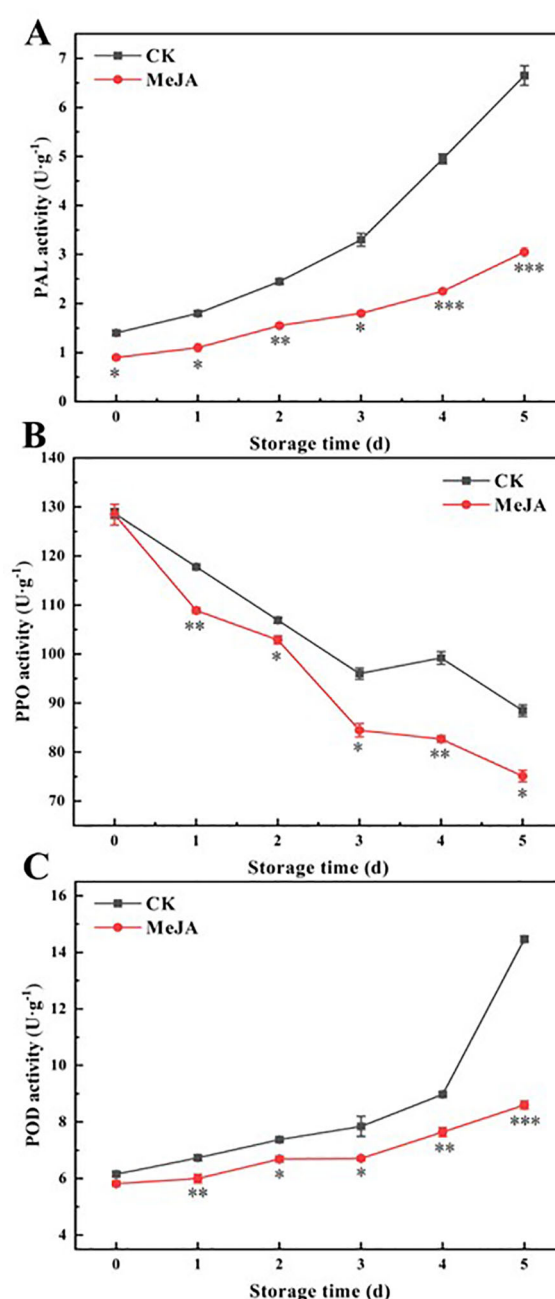 A
CK
MeJA
PAL activity (U·g⁻¹)
7
6
5
4
3
2
1
0
*
*
**
*
***
***
0 1 2 3 4 5
Storage time (d)
B
CK
MeJA
PPO activity (U·g⁻¹)
140
130
120
110
100
90
80
70
**
*
*
**
*
0 1 2 3 4 5
Storage time (d)
C
CK
MeJA
POD activity (U·g⁻¹)
16
14
12
10
8
6
4
**
*
*
**
***
0 1 2 3 4 5
Storage time (d)